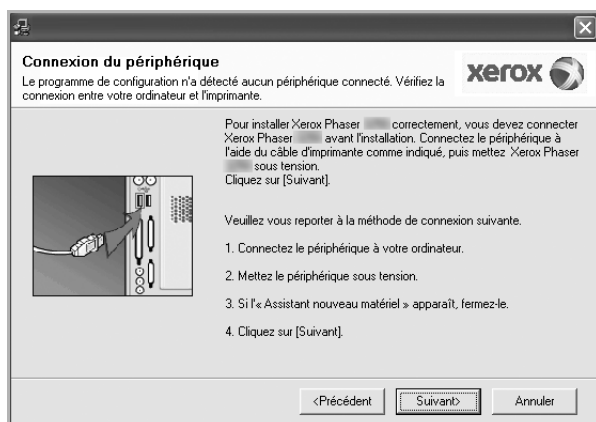 Connexion du périphérique
Le programme de configuration n'a détecté aucun périphérique connecté. Vérifiez la
connexion entre votre ordinateur et l'imprimante.
xerox
Pour installer Xerox Phaser correctement, vous devez connecter
Xerox Phaser avant l'installation. Connectez le périphérique à
l'aide du câble d'imprimante comme indiqué, puis mettez Xerox Phaser
sous tension.
Cliquez sur [Suivant].
Veuillez vous reporter à la méthode de connexion suivante.
1. Connectez le périphérique à votre ordinateur.
2. Mettez le périphérique sous tension.
3. Si l'« Assistant nouveau matériel » apparaît, fermez-le.
4. Cliquez sur [Suivant].
<Précédent
Suivant>
Annuler